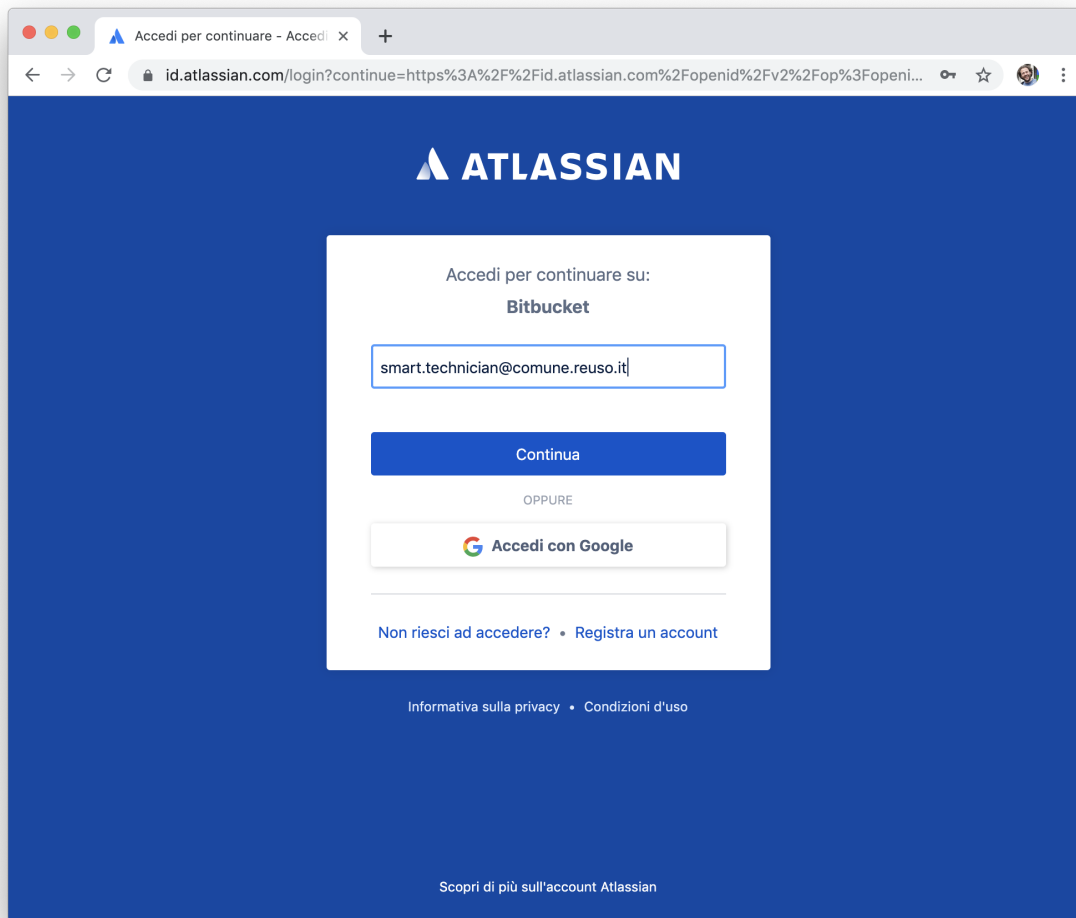 Accedi per continuare - Accedi
id.atlassian.com/login?continue=https%3A%2F%2Fid.atlassian.com%2Fopenid%2Fv2%2Fop%3Fopeni...
ATLASSIAN
Accedi per continuare su:
Bitbucket
smart.technician@comune.reuso.it
Continua
OPPURE
Accedi con Google
Non riesci ad accedere? • Registra un account
Informativa sulla privacy • Condizioni d'uso
Scopri di più sull'account Atlassian